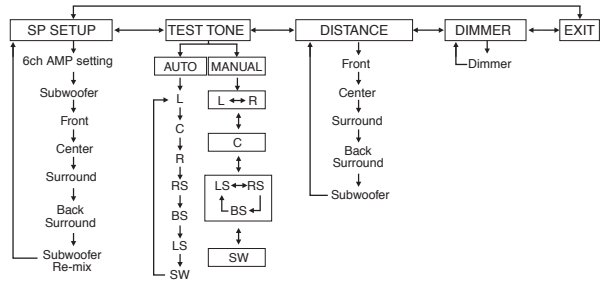 SP SETUP
TEST TONE
DISTANCE
DIMMER
EXIT
6ch AMP setting
Subwoofer
Front
Center
Surround
Back
Surround
Subwoofer
Re-mix
AUTO
L
C
R
RS
BS
LS
SW
MANUAL
L R
C
LS RS
BS
SW
Front
Center
Surround
Back
Surround
Subwoofer
Dimmer